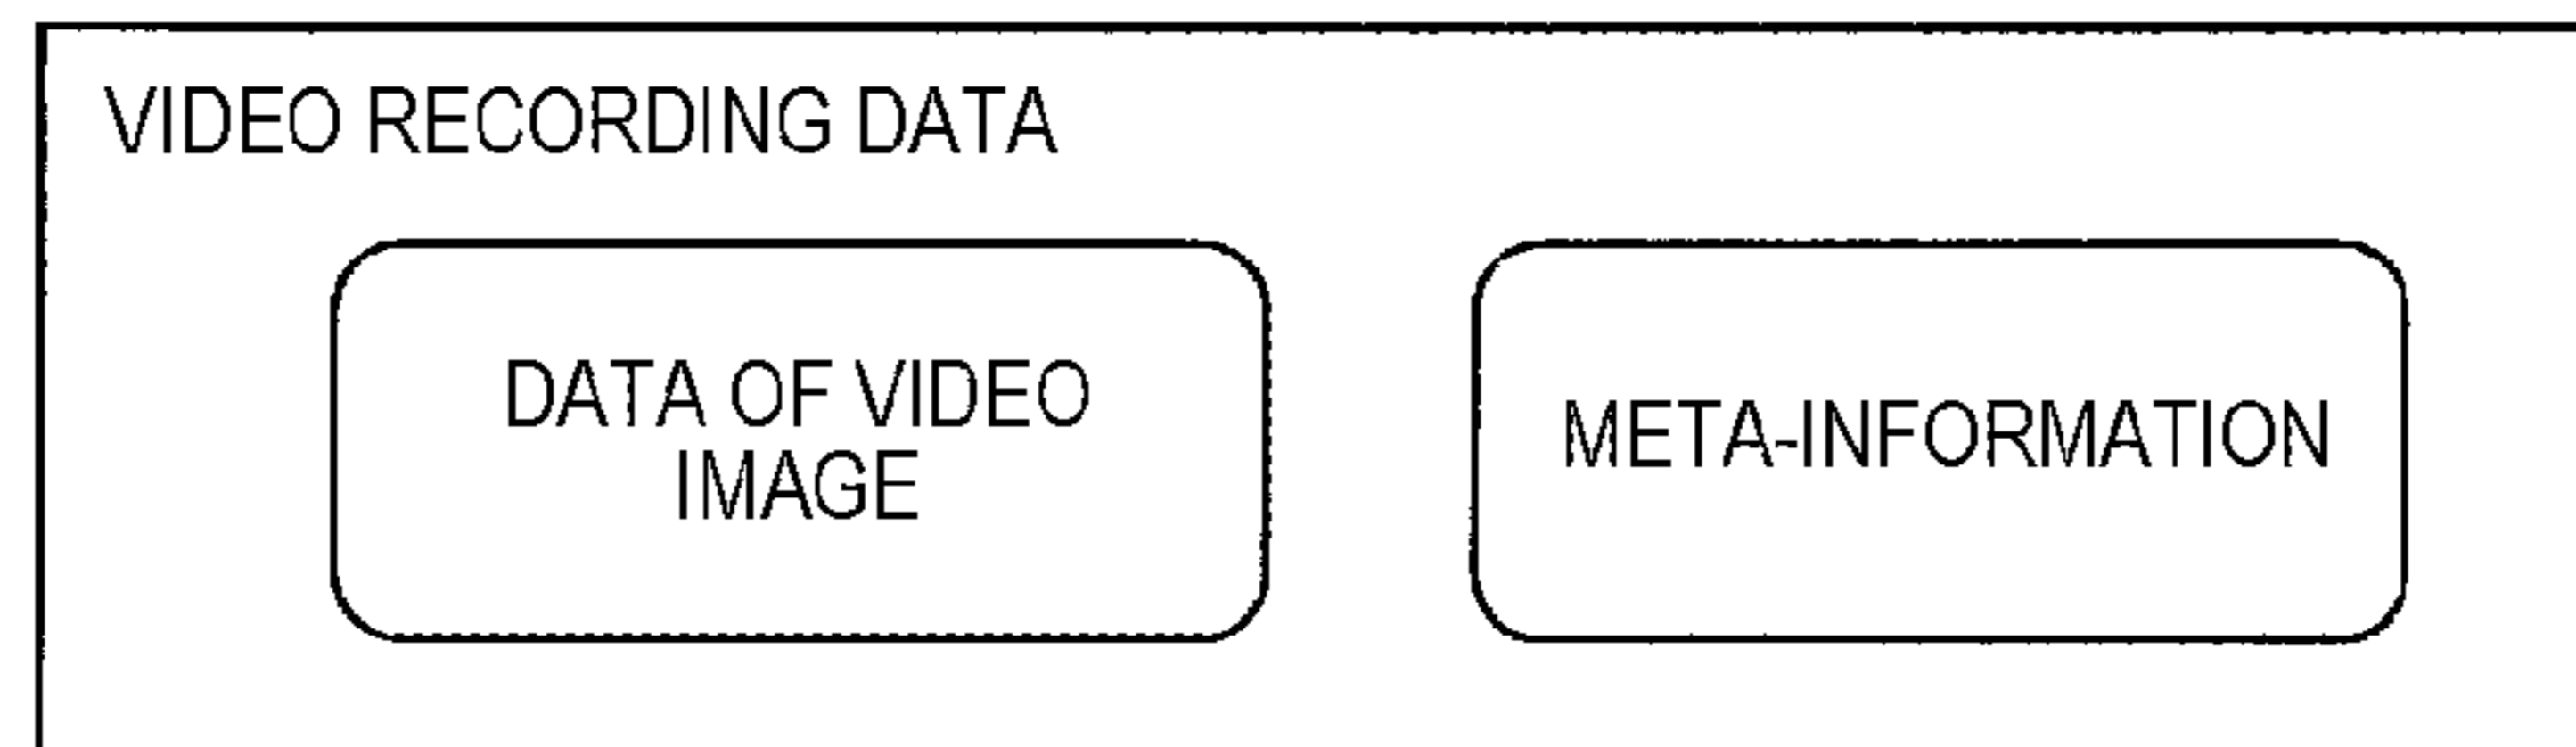 VIDEO RECORDING DATA
DATA OF VIDEO
IMAGE
META-INFORMATION